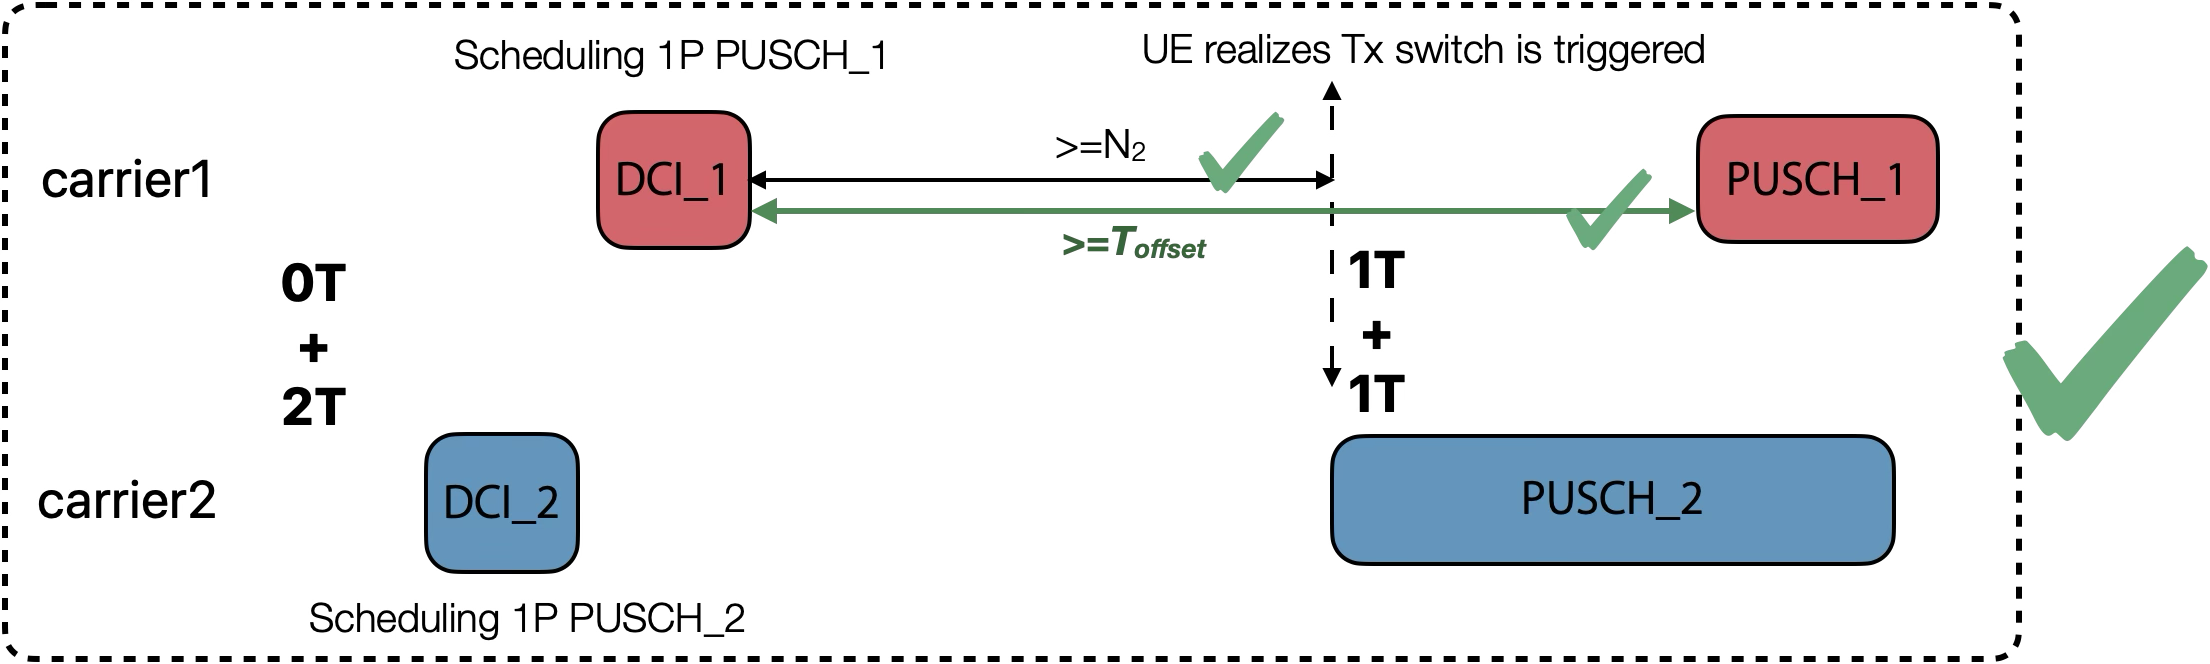 Scheduling 1P PUSCH_1
UE realizes Tx switch is triggered
carrier1
DCI_1
>=N₂
PUSCH_1
>=Toffset
0T
+
2T
1T
+
1T
carrier2
DCI_2
PUSCH_2
Scheduling 1P PUSCH_2